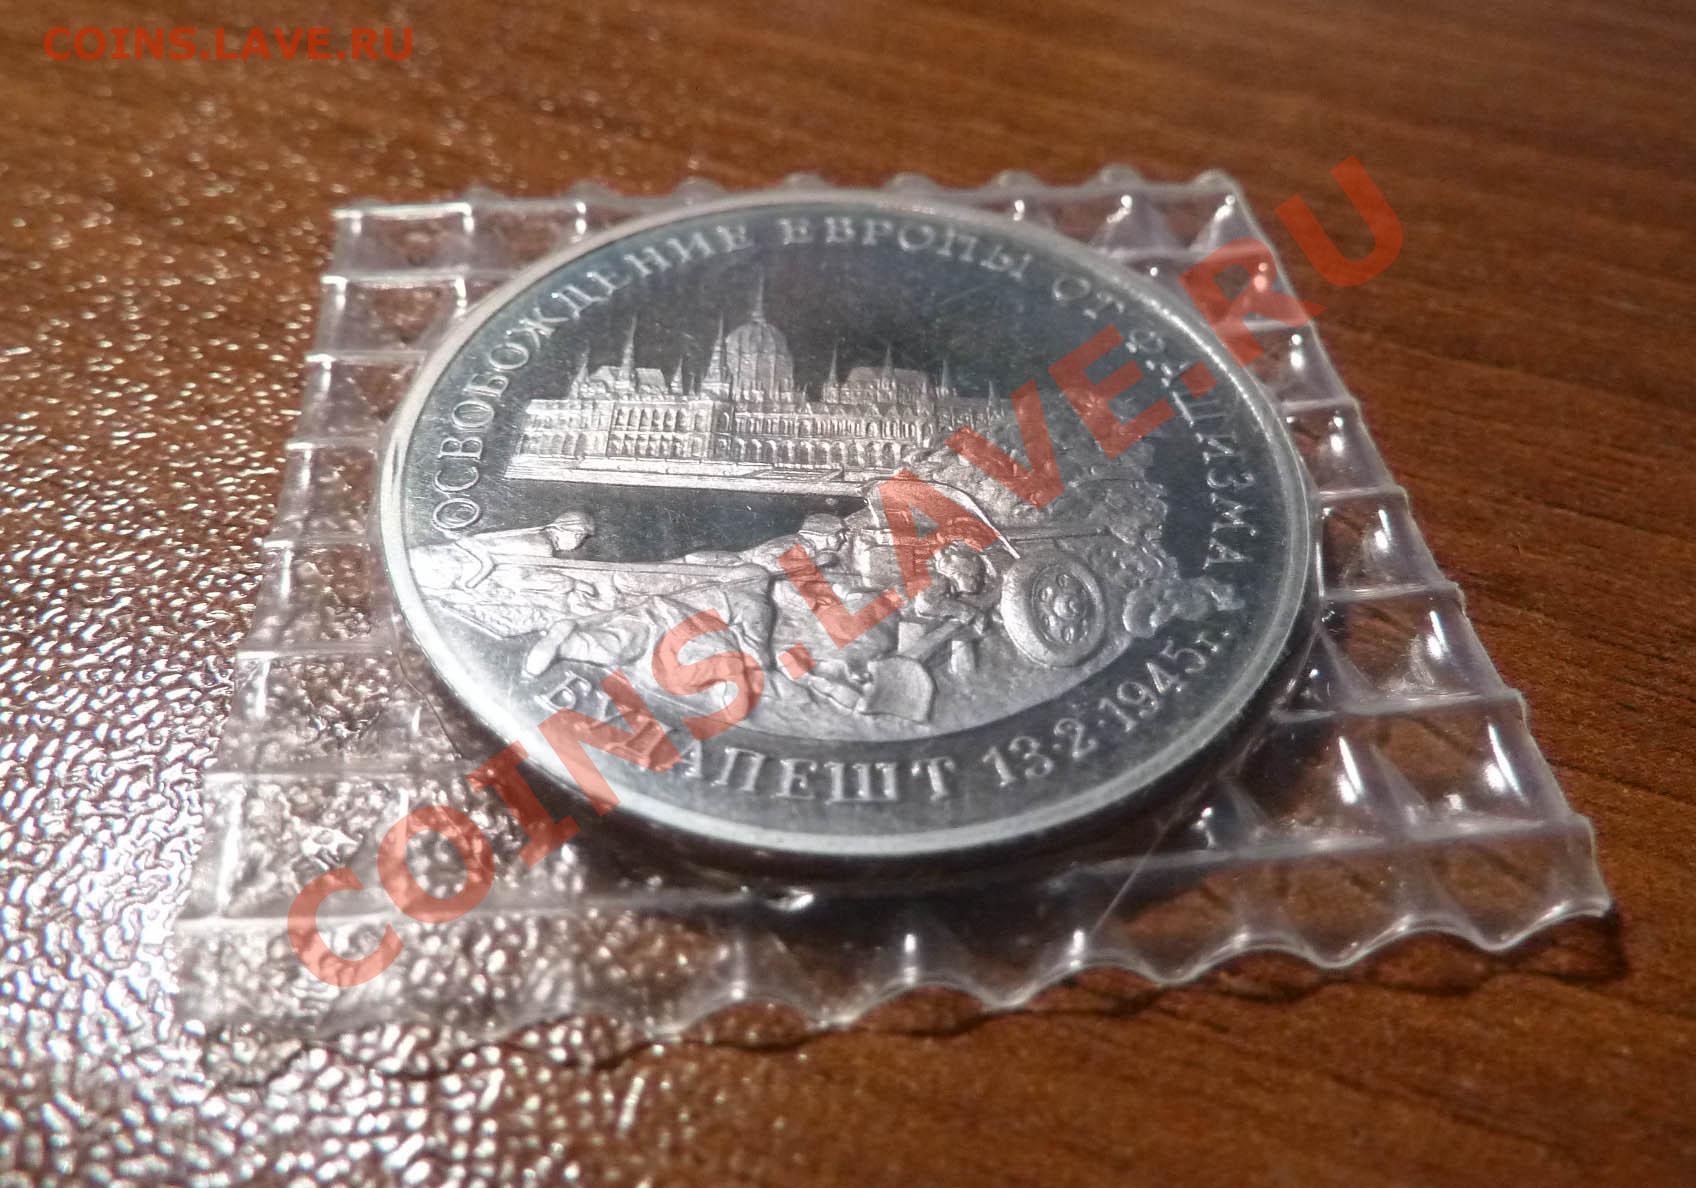 COINS.LAVE.RU
ОСВОБОЖДЕНИЕ ЕВРОПЫ ОТ ФАШИЗМА
БУДАПЕШТ 13·2·1945г.
COINS.LAVE.RU